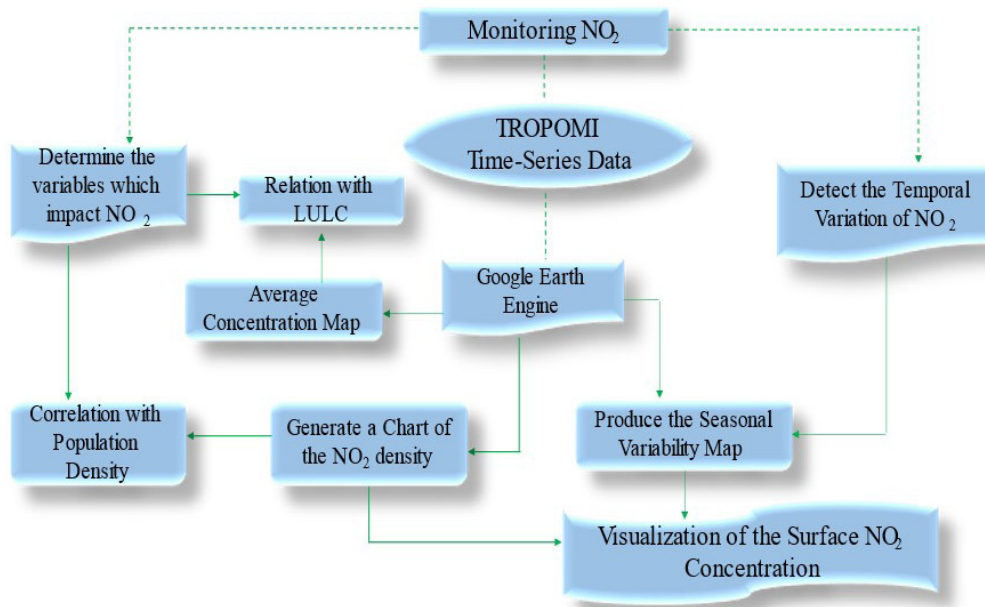 Monitoring NO₂
TROPOMI
Time-Series Data
Determine the
variables which
impact NO ₂
Relation with
LULC
Detect the Temporal
Variation of NO ₂
Average
Concentration Map
Google Earth
Engine
Correlation with
Population
Density
Generate a Chart of
the NO₂ density
Produce the Seasonal
Variability Map
Visualization of the Surface NO₂
Concentration